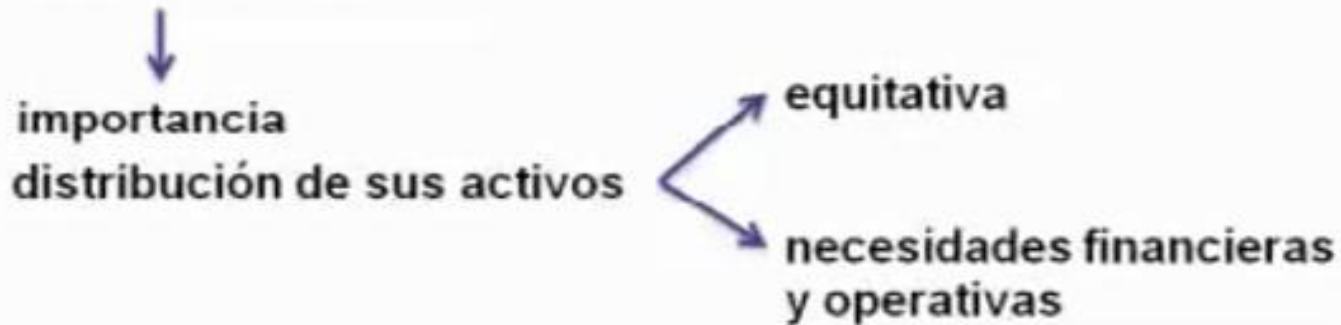 importancia
distribución de sus activos
equitativa
necesidades financieras
y operativas